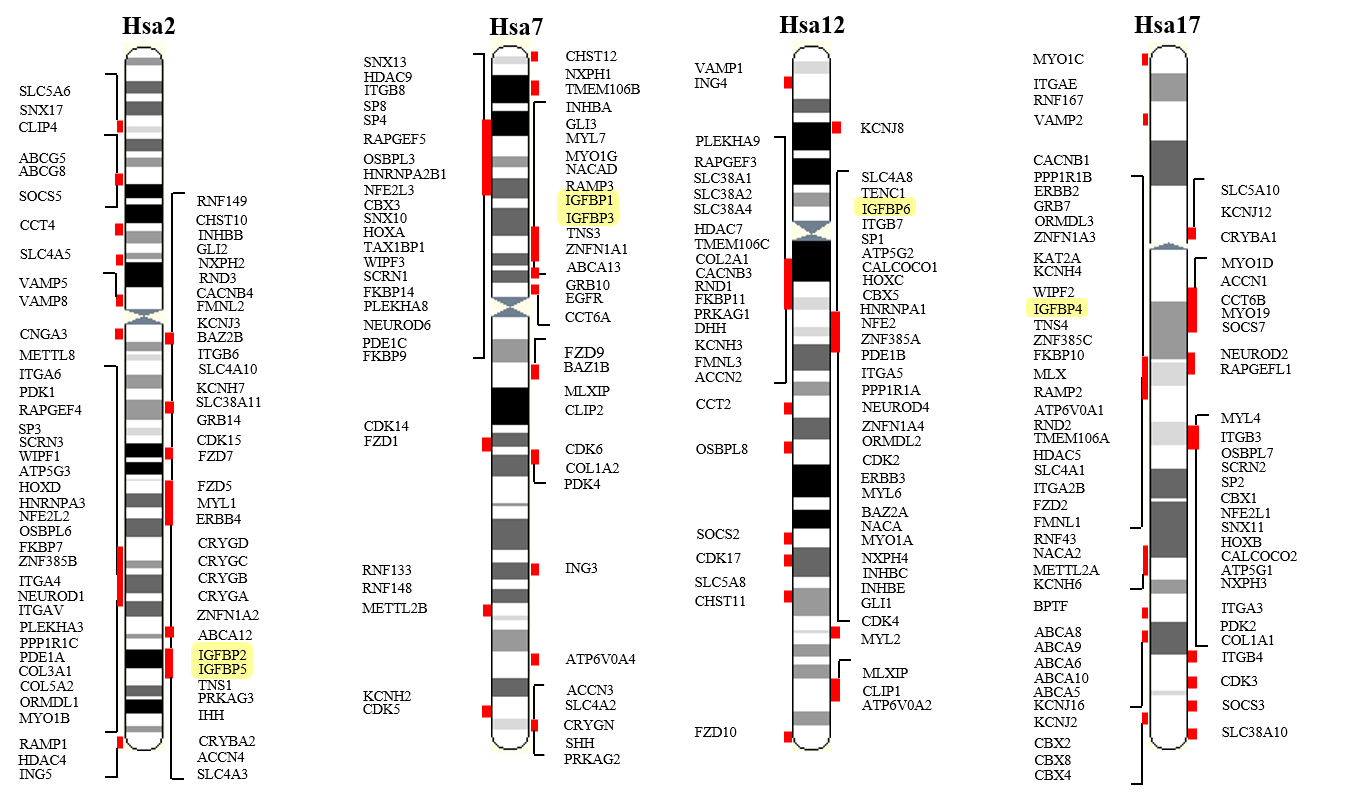 Hsa2
SLC5A6
SNX17
CLIP4
ABCG5
ABCG8
SOCS5
CCT4
SLC4A5
VAMP5
VAMP8
CNGA3
METTL8
ITGA6
PDK1
RAPGEF4
SP3
SCRN3
WIPF1
ATP5G3
HOXD
HNRNPA3
NFE2L2
OSBPL6
FKBP7
ZNF385B
ITGA4
NEUROD1
ITGAV
PLEKHA3
PPP1R1C
PDE1A
COL3A1
COL5A2
ORMDL1
MYO1B
RAMP1
HDAC4
ING5
RNF149
CHST10
INHBB
GLI2
NXPH2
RND3
CACNB4
FMNL2
KCNJ3
BAZ2B
ITGB6
SLC4A10
KCNH7
SLC38A11
GRB14
CDK15
FZD7
FZD5
MYL1
ERBB4
CRYGD
CRYGC
CRYGB
CRYGA
ZNFN1A2
ABCA12
IGFBP2
IGFBP5
TNS1
PRKAG3
IHH
CRYBA2
ACCN4
SLC4A3
Hsa7
SNX13
HDAC9
ITGB8
SP8
SP4
RAPGEF5
OSBPL3
HNRNPA2B1
NFE2L3
CBX3
SNX10
HOXA
TAX1BP1
WIPF3
SCRN1
FKBP14
PLEKHA8
NEUROD6
PDE1C
FKBP9
CDK14
FZD1
RNF133
RNF148
METTL2B
KCNH2
CDK5
CHST12
NXPH1
TMEM106B
INHBA
GLI3
MYL7
MYO1G
NACAD
RAMP3
IGFBP1
IGFBP3
TNS3
ZNFN1A1
ABCA13
GRB10
EGFR
CCT6A
FZD9
BAZ1B
MLXIP
CLIP2
CDK6
COL1A2
PDK4
ING3
ATP6V0A4
ACCN3
SLC4A2
CRYGN
SHH
PRKAG2
Hsa12
VAMP1
ING4
PLEKHA9
RAPGEF3
SLC38A1
SLC38A2
SLC38A4
HDAC7
TMEM106C
COL2A1
CACNB3
RND1
FKBP11
PRKAG1
DHH
KCNH3
FMNL3
ACCN2
CCT2
OSBPL8
SOCS2
CDK17
SLC5A8
CHST11
FZD10
KCNJ8
SLC4A8
TENC1
IGFBP6
ITGB7
SP1
ATP5G2
CALCOCO1
HOXC
CBX5
HNRNPA1
NFE2
ZNF385A
PDE1B
ITGA5
PPP1R1A
NEUROD4
ZNFN1A4
ORMDL2
CDK2
ERBB3
MYL6
BAZ2A
NACA
MYO1A
NXPH4
INHBC
INHBE
GLI1
CDK4
MYL2
MLXIP
CLIP1
ATP6V0A2
Hsa17
MYO1C
ITGAE
RNF167
VAMP2
CACNB1
PPP1R1B
ERBB2
GRB7
ORMDL3
ZNFN1A3
KAT2A
KCNH4
WIPF2
IGFBP4
TNS4
ZNF385C
FKBP10
MLX
RAMP2
ATP6V0A1
RND2
TMEM106A
HDAC5
SLC4A1
ITGA2B
FZD2
FMNL1
RNF43
NACA2
METTL2A
KCNH6
BPTF
ABCA8
ABCA9
ABCA6
ABCA10
ABCA5
KCNJ16
KCNJ2
CBX2
CBX8
CBX4
SLC5A10
KCNJ12
CRYBA1
MYO1D
ACCN1
CCT6B
MYO19
SOCS7
NEUROD2
RAPGEFL1
MYL4
ITGB3
OSBPL7
SCRN2
SP2
CBX1
NFE2L1
SNX11
HOXB
CALCOCO2
ATP5G1
NXPH3
ITGA3
PDK2
COL1A1
ITGB4
CDK3
SOCS3
SLC38A10